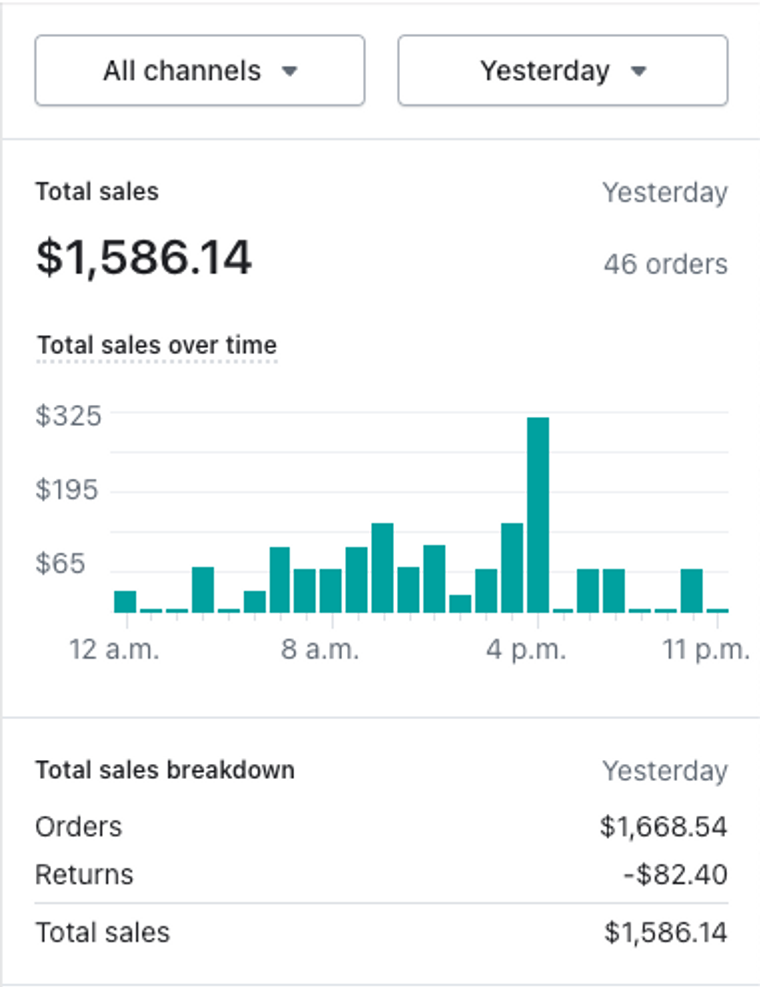 All channels
Yesterday
Total sales
Yesterday
$1,586.14
46 orders
Total sales over time
$325
$195
$65
12 a.m. 8 a.m. 4 p.m. 11 p.m.
Total sales breakdown
Yesterday
Orders $1,668.54
Returns -$82.40
Total sales $1,586.14